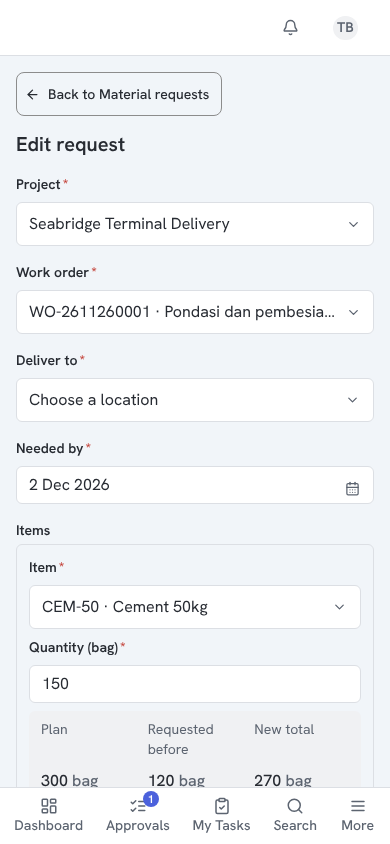 TB
Back to Material requests
Edit request
Project *
Seabridge Terminal Delivery
Work order *
WO-2611260001 · Pondasi dan pembesia...
Deliver to *
Choose a location
Needed by *
2 Dec 2026
Items
Item *
CEM-50 · Cement 50kg
Quantity (bag) *
150
Plan Requested before New total
300 bag 120 bag 270 bag
1
Dashboard Approvals My Tasks Search More